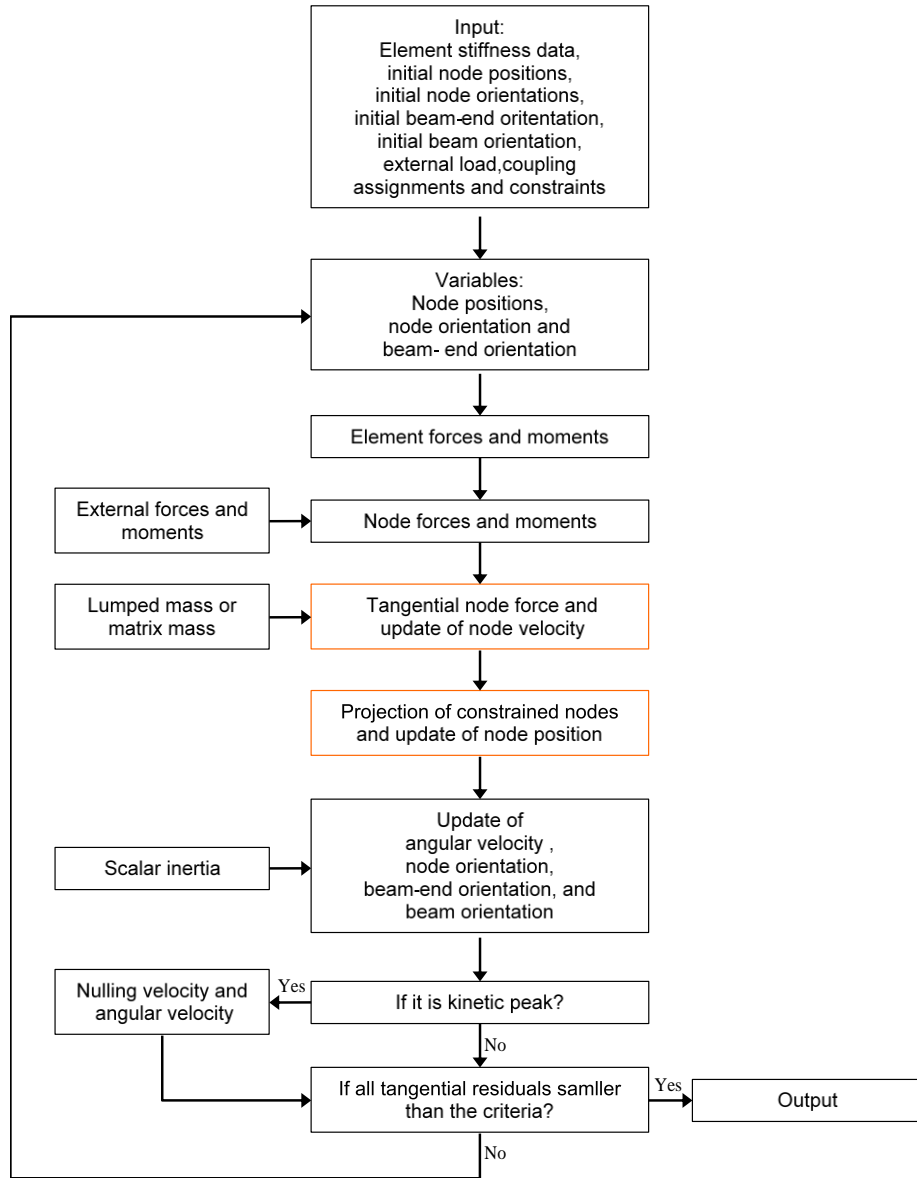 Input:
Element stiffness data,
initial node positions,
initial node orientations,
initial beam-end oritentation,
initial beam orientation,
external load,coupling
assignments and constraints
Variables:
Node positions,
node orientation and
beam- end orientation
Element forces and moments
External forces and
moments
Node forces and moments
Lumped mass or
matrix mass
Tangential node force and
update of node velocity
Projection of constrained nodes
and update of node position
Update of
angular velocity ,
node orientation,
beam-end orientation, and
beam orientation
Scalar inertia
Nulling velocity and
angular velocity
Yes
If it is kinetic peak?
No
If all tangential residuals samller
than the criteria?
Yes
Output
No